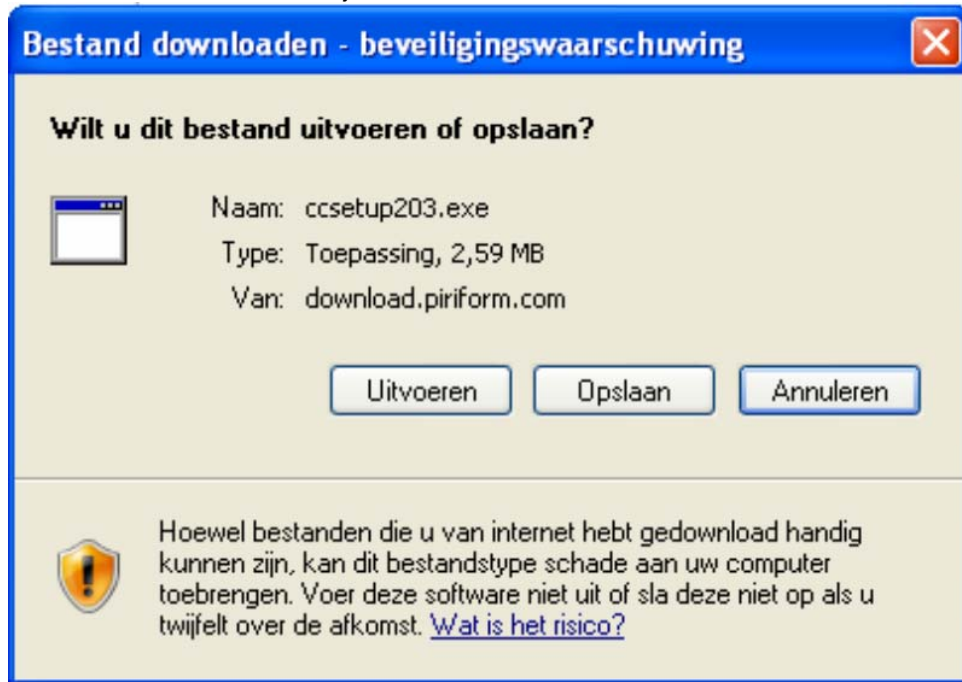 Bestand downloaden - beveiligingswaarschuwing
Wilt u dit bestand uitvoeren of opslaan?
Naam: ccsetup203.exe
Type: Toepassing, 2,59 MB
Van: download.piriform.com
Uitvoeren Opslaan Annuleren
Hoewel bestanden die u van internet hebt gedownload handig
kunnen zijn, kan dit bestandstype schade aan uw computer
toebrengen. Voer deze software niet uit of sla deze niet op als u
twijfelt over de afkomst. Wat is het risico?